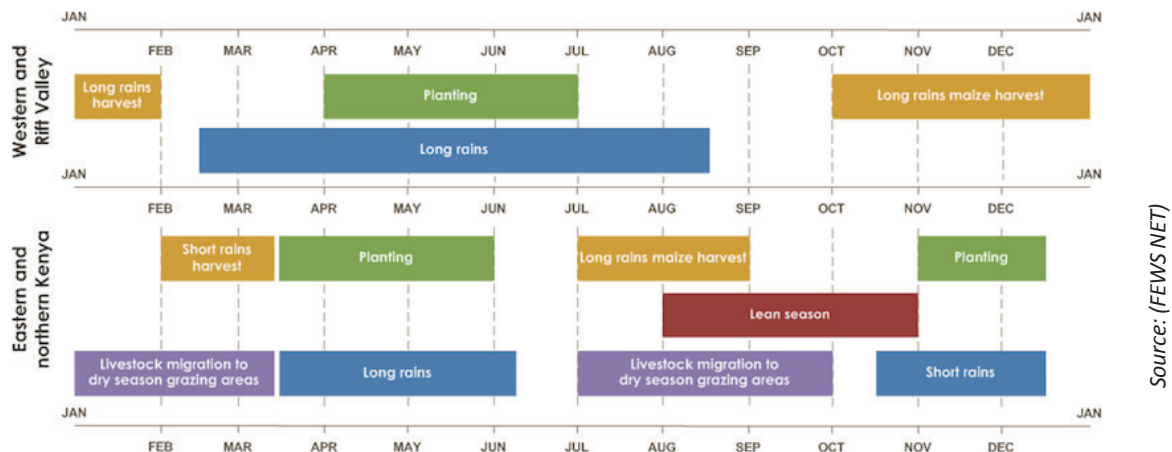 JAN JAN
FEB MAR APR MAY JUN JUL AUG SEP OCT NOV DEC
Western and
Rift Valley
Long rains
harvest
Planting
Long rains maize harvest
Long rains
JAN JAN
FEB MAR APR MAY JUN JUL AUG SEP OCT NOV DEC
Eastern and
northern Kenya
Short rains
harvest
Planting
Long rains maize harvest
Planting
Lean season
Livestock migration to
dry season grazing areas
Long rains
Livestock migration to
dry season grazing areas
Short rains
JAN JAN
FEB MAR APR MAY JUN JUL AUG SEP OCT NOV DEC
Source: (FEWS NET)